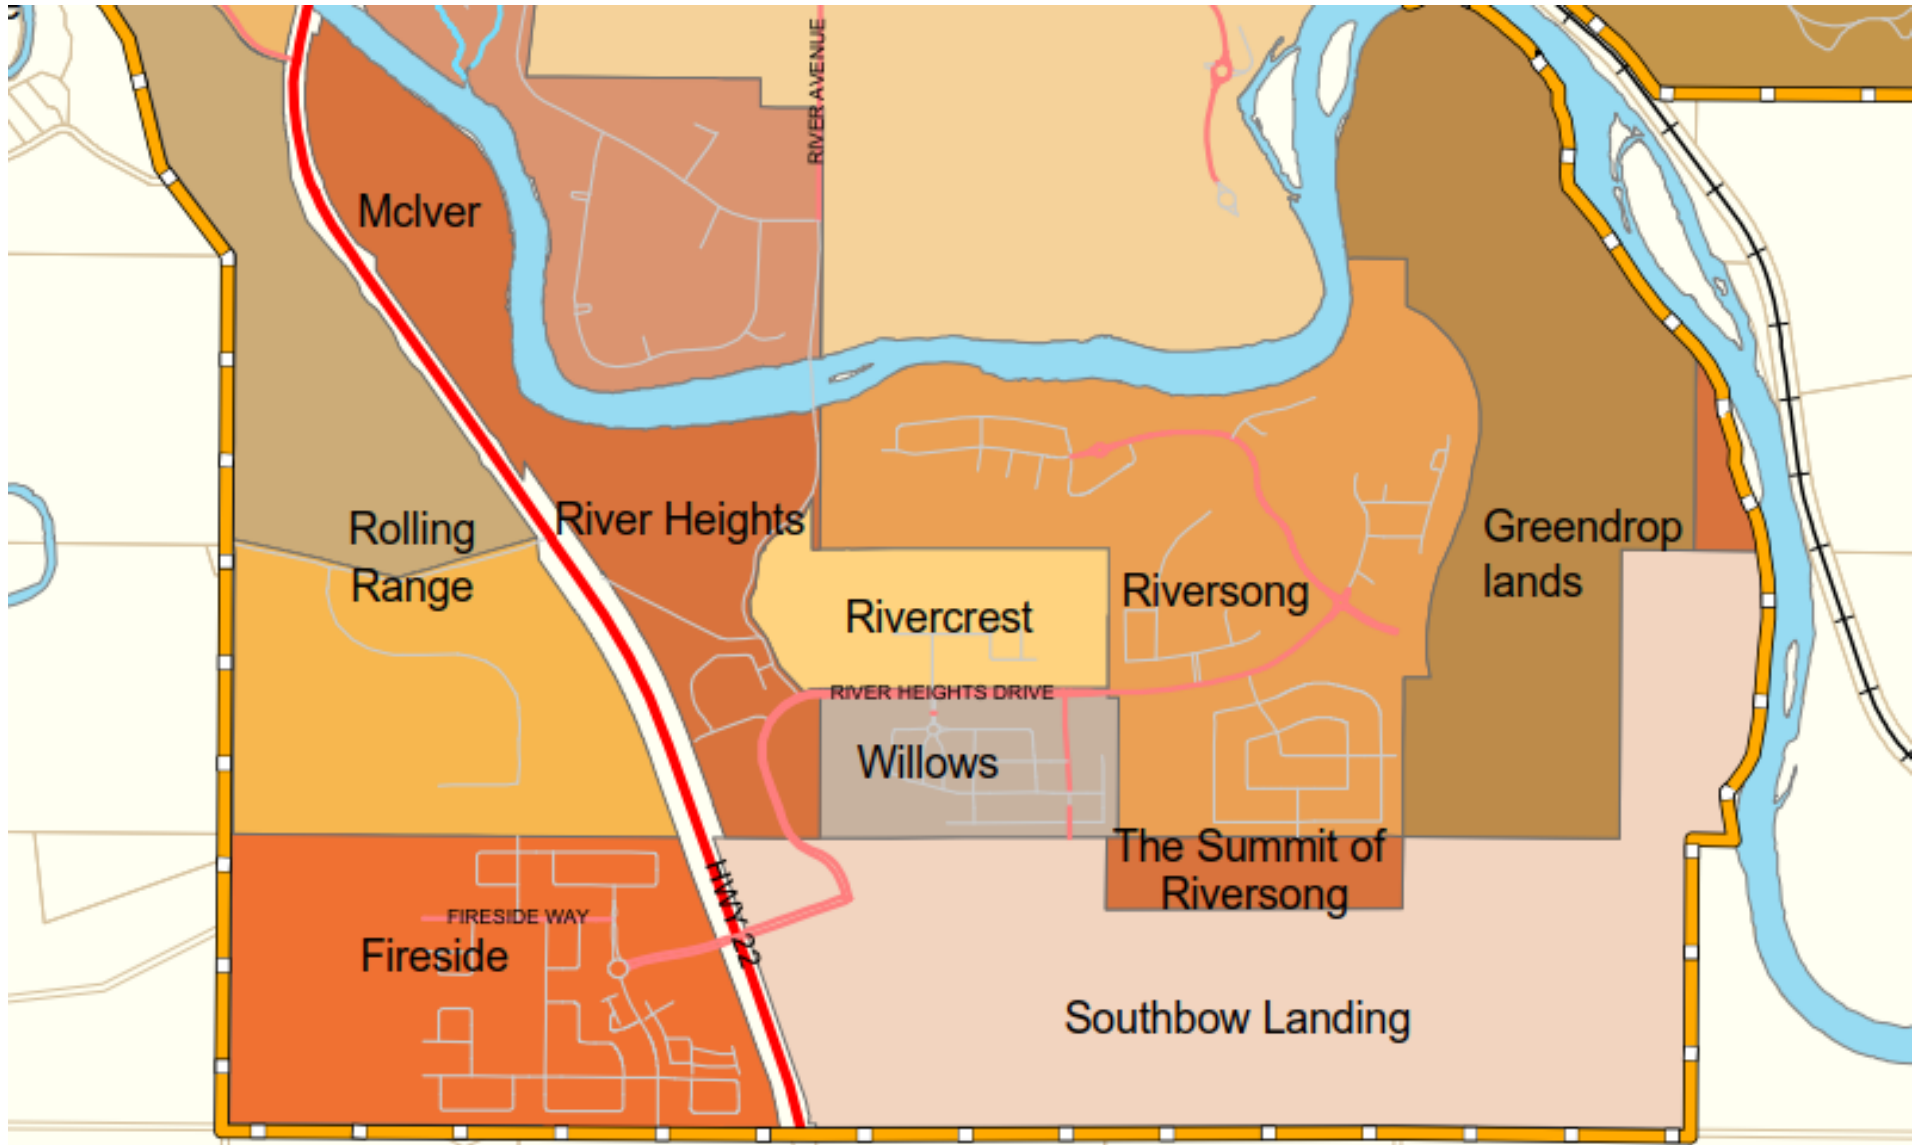 RIVER AVENUE
McIver
Rolling
Range
River Heights
Rivercrest
Riversong
Greendrop
lands
RIVER HEIGHTS DRIVE
Willows
The Summit of
Riversong
HWY 22
FIRESIDE WAY
Fireside
Southbow Landing